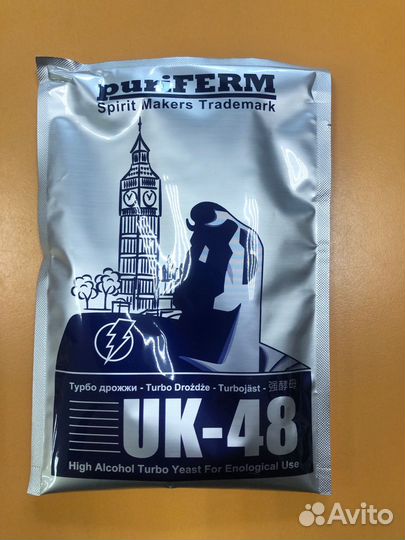 puriFERM
Spirit Makers Trademark
Турбо дрожжи - Turbo Drożdże - Turbojäst - 强酵母
UK-48
High Alcohol Turbo Yeast For Enological Use
Avito